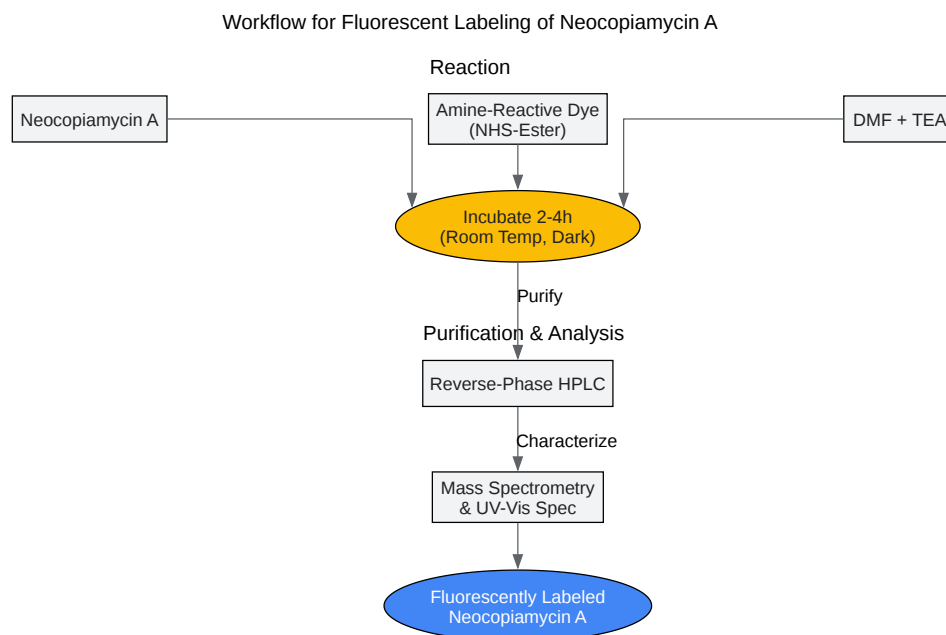 Workflow for Fluorescent Labeling of Neocopiamycin A
Reaction
Neocopiamycin A
Amine-Reactive Dye
(NHS-Ester)
DMF + TEA
Incubate 2-4h
(Room Temp, Dark)
Purify
Purification & Analysis
Reverse-Phase HPLC
Characterize
Mass Spectrometry
& UV-Vis Spec
Fluorescently Labeled
Neocopiamycin A